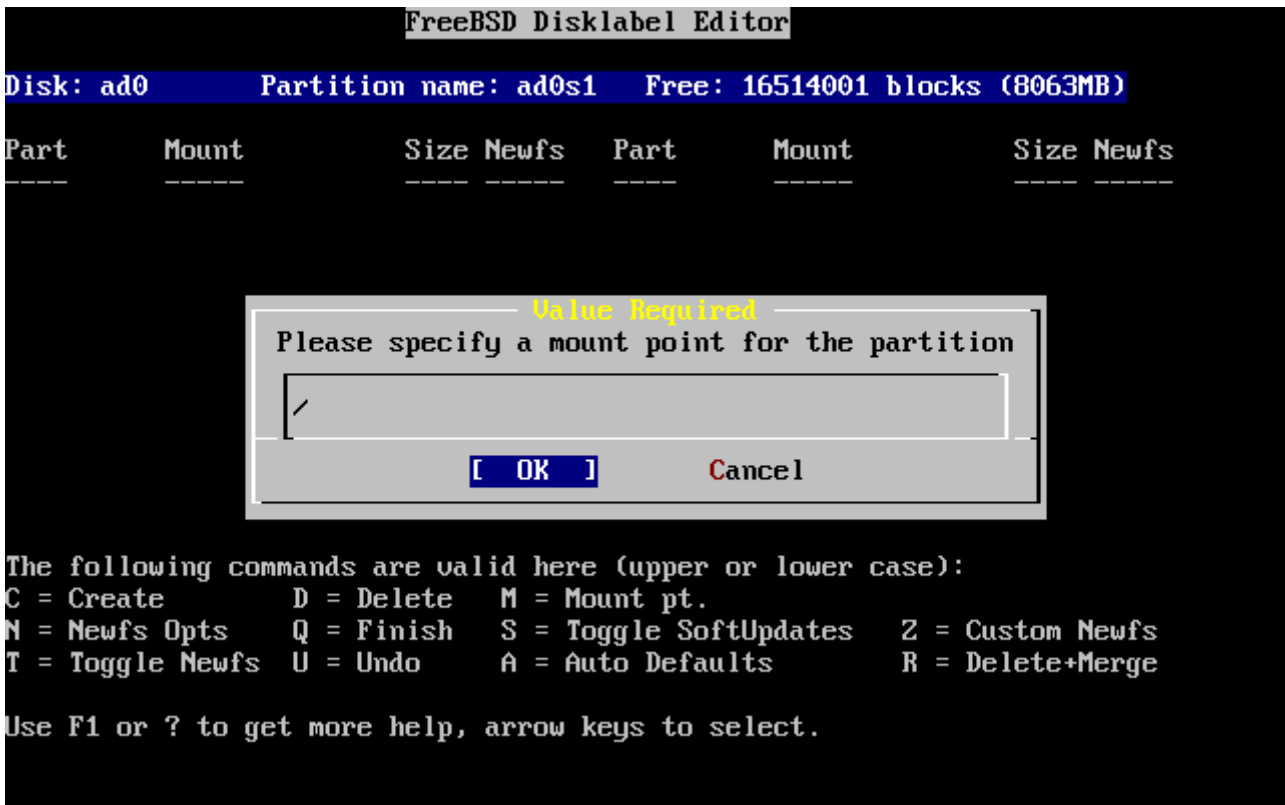 FreeBSD Disklabel Editor
Disk: ad0 Partition name: ad0s1 Free: 16514001 blocks (8063MB)
Part Mount Size Newfs Part Mount Size Newfs
---- ----- ---- ----- ---- ----- ---- -----
Value Required
Please specify a mount point for the partition
/
[ OK ] Cancel
The following commands are valid here (upper or lower case):
C = Create D = Delete M = Mount pt.
N = Newfs Opts Q = Finish S = Toggle SoftUpdates Z = Custom Newfs
T = Toggle Newfs U = Undo A = Auto Defaults R = Delete+Merge
Use F1 or ? to get more help, arrow keys to select.